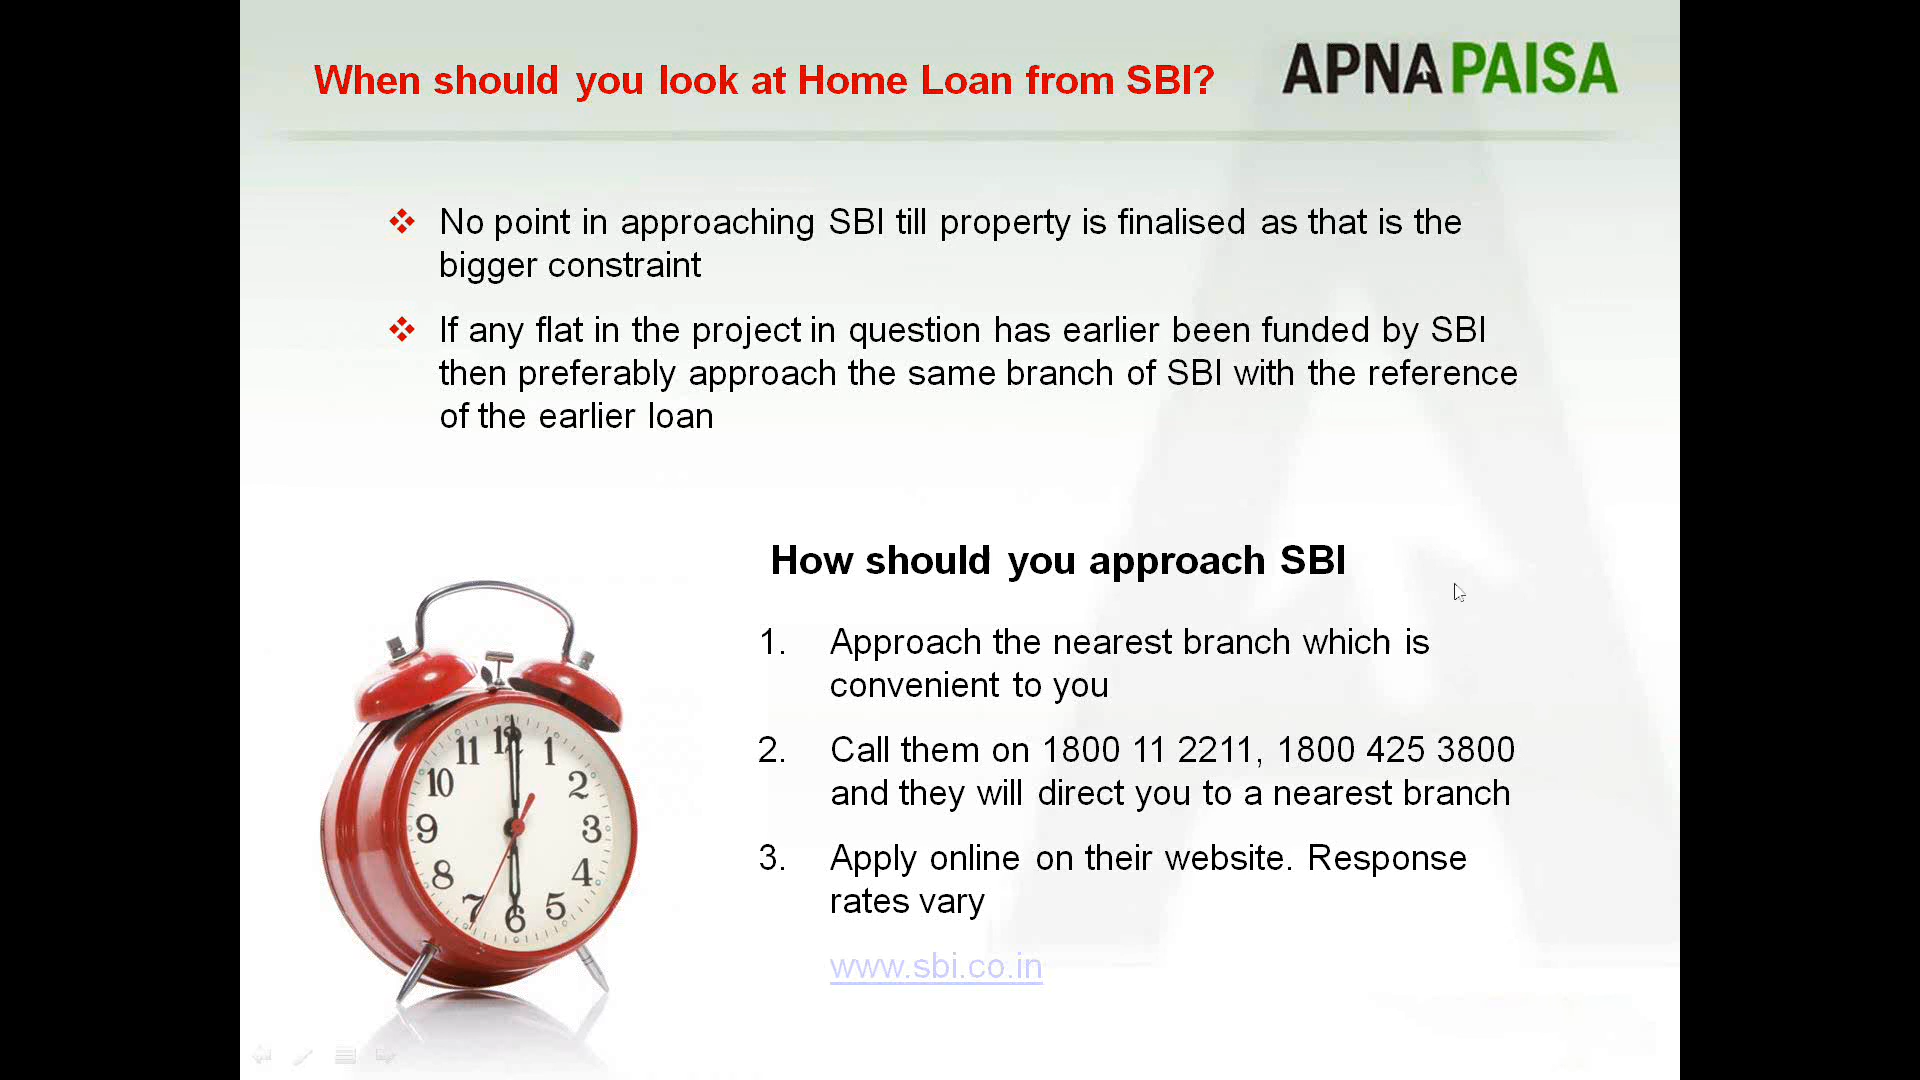 When should you look at Home Loan from SBI?
APNAPAISA
No point in approaching SBI till property is finalised as that is the
bigger constraint
If any flat in the project in question has earlier been funded by SBI
then preferably approach the same branch of SBI with the reference
of the earlier loan
How should you approach SBI
1. Approach the nearest branch which is
convenient to you
2. Call them on 1800 11 2211, 1800 425 3800
and they will direct you to a nearest branch
3. Apply online on their website. Response
rates vary
www.sbi.co.in
11 12 1
10 2
9 3
8 4
7 6 5